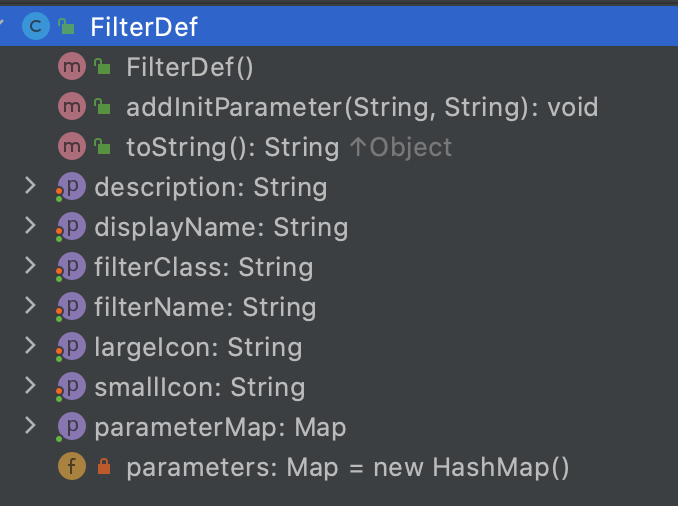 C FilterDef
m FilterDef()
m addInitParameter(String, String): void
m toString(): String ↑Object
p description: String
p displayName: String
p filterClass: String
p filterName: String
p largeIcon: String
p smallIcon: String
p parameterMap: Map
f parameters: Map = new HashMap()